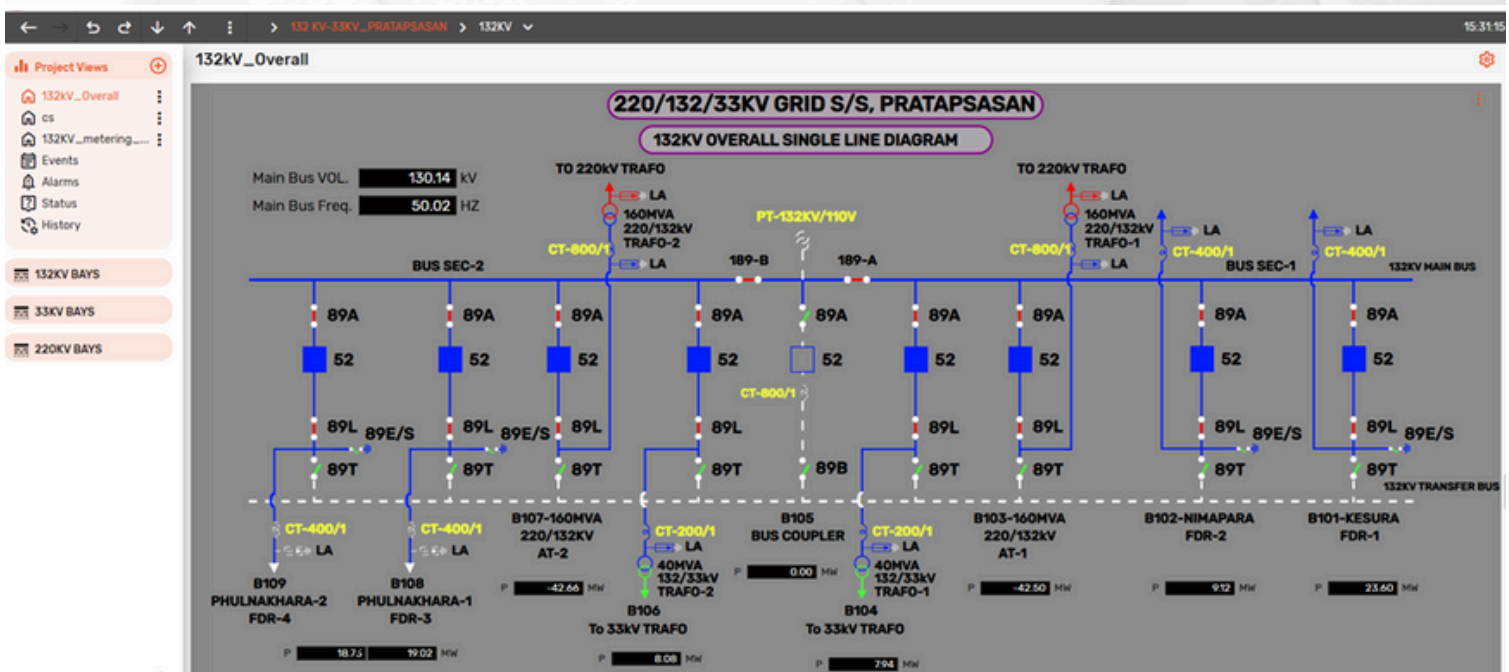 132 KV-33KV_PRATAPSASAN
132KV
15:31:15
Project Views
132kV_Overall
cs
132KV_metering_...
Events
Alarms
Status
History
132KV BAYS
33KV BAYS
220KV BAYS
132kV_Overall
220/132/33KV GRID S/S, PRATAPSASAN
132KV OVERALL SINGLE LINE DIAGRAM
Main Bus VOL. 130.14 kV
Main Bus Freq. 50.02 HZ
TO 220kV TRAFO
LA
160MVA
220/132kV
TRAFO-2
CT-800/1
LA
PT-132KV/110V
TO 220kV TRAFO
LA
160MVA
220/132kV
TRAFO-1
CT-800/1
LA
LA
CT-400/1
LA
CT-400/1
BUS SEC-2
189-B
189-A
BUS SEC-1
132KV MAIN BUS
89A 89A 89A 89A 89A 89A 89A 89A 89A
52 52 52 52 52 52 52 52 52
CT-800/1
89L 89E/S 89L 89E/S 89L 89L 89L 89L 89L 89E/S 89L 89E/S
89T 89T 89T 89T 89B 89T 89T 89T 89T
132KV TRANSFER BUS
CT-400/1
LA
B109
PHULNAKHARA-2
FDR-4
CT-400/1
LA
B108
PHULNAKHARA-1
FDR-3
P 18.73 19.02 MW
B107-160MVA
220/132KV
AT-2
P -42.66 MW
CT-200/1
LA
40MVA
132/33kV
TRAFO-2
B106
To 33kV TRAFO
P 8.08 MW
B105
BUS COUPLER
P 0.00 MW
CT-200/1
LA
40MVA
132/33kV
TRAFO-1
B104
To 33kV TRAFO
P 7.94 MW
B103-160MVA
220/132kV
AT-1
P -42.50 MW
B102-NIMAPARA
FDR-2
P 9.12 MW
B101-KESURA
FDR-1
P 23.60 MW